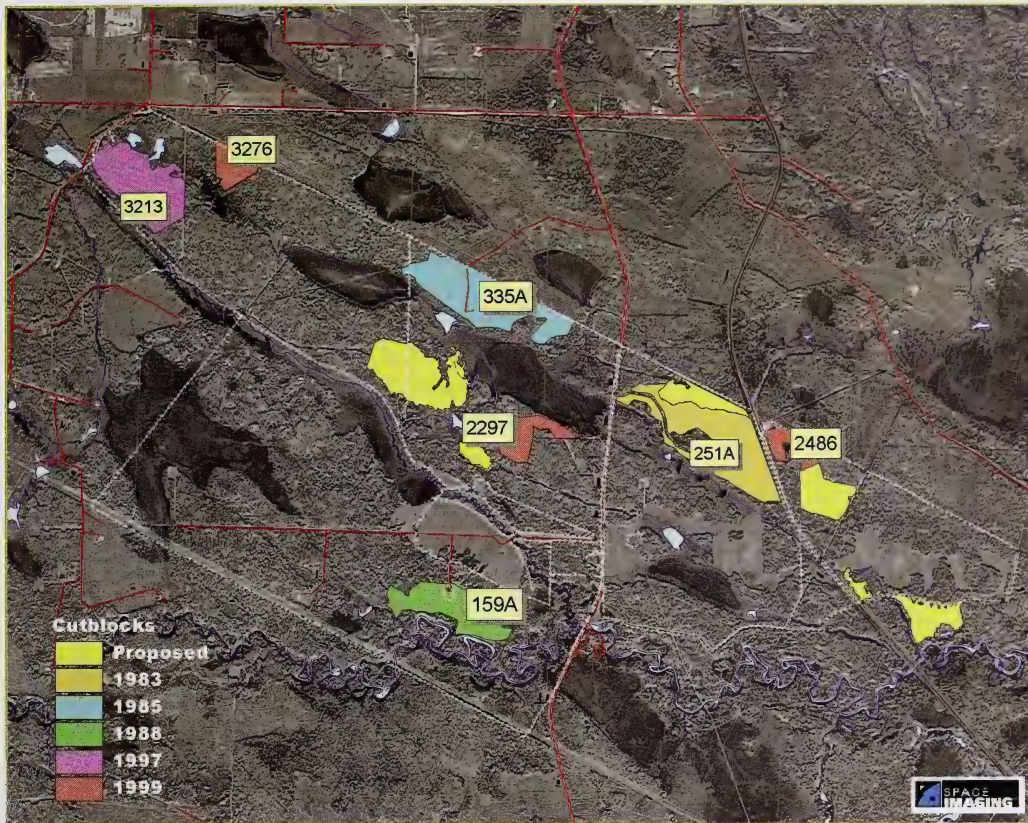 3276
3213
335A
2297
251A
2486
159A
Cutblocks
Proposed
1983
1985
1988
1997
1999
SPACE
IMAGING